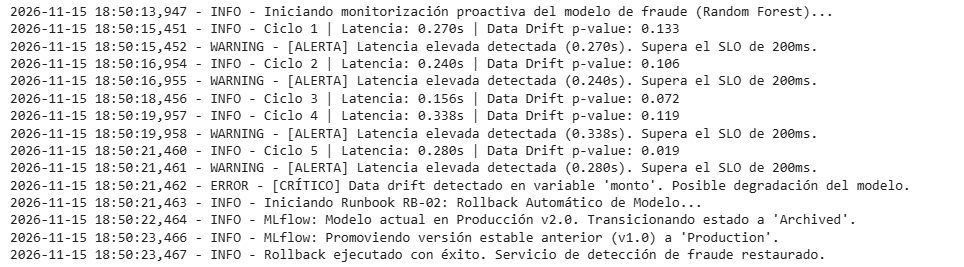 2026-11-15 18:50:13,947 - INFO - Iniciando monitorización proactiva del modelo de fraude (Random Forest)...
2026-11-15 18:50:15,451 - INFO - Ciclo 1 | Latencia: 0.270s | Data Drift p-value: 0.133
2026-11-15 18:50:15,452 - WARNING - [ALERTA] Latencia elevada detectada (0.270s). Supera el SLO de 200ms.
2026-11-15 18:50:16,954 - INFO - Ciclo 2 | Latencia: 0.240s | Data Drift p-value: 0.106
2026-11-15 18:50:16,955 - WARNING - [ALERTA] Latencia elevada detectada (0.240s). Supera el SLO de 200ms.
2026-11-15 18:50:18,456 - INFO - Ciclo 3 | Latencia: 0.156s | Data Drift p-value: 0.072
2026-11-15 18:50:19,957 - INFO - Ciclo 4 | Latencia: 0.338s | Data Drift p-value: 0.119
2026-11-15 18:50:19,958 - WARNING - [ALERTA] Latencia elevada detectada (0.338s). Supera el SLO de 200ms.
2026-11-15 18:50:21,460 - INFO - Ciclo 5 | Latencia: 0.280s | Data Drift p-value: 0.019
2026-11-15 18:50:21,461 - WARNING - [ALERTA] Latencia elevada detectada (0.280s). Supera el SLO de 200ms.
2026-11-15 18:50:21,462 - ERROR - [CRÍTICO] Data drift detectado en variable 'monto'. Posible degradación del modelo.
2026-11-15 18:50:21,463 - INFO - Iniciando Runbook RB-02: Rollback Automático de Modelo...
2026-11-15 18:50:22,464 - INFO - MLflow: Modelo actual en Producción v2.0. Transicionando estado a 'Archived'.
2026-11-15 18:50:23,466 - INFO - MLflow: Promoviendo versión estable anterior (v1.0) a 'Production'.
2026-11-15 18:50:23,467 - INFO - Rollback ejecutado con éxito. Servicio de detección de fraude restaurado.